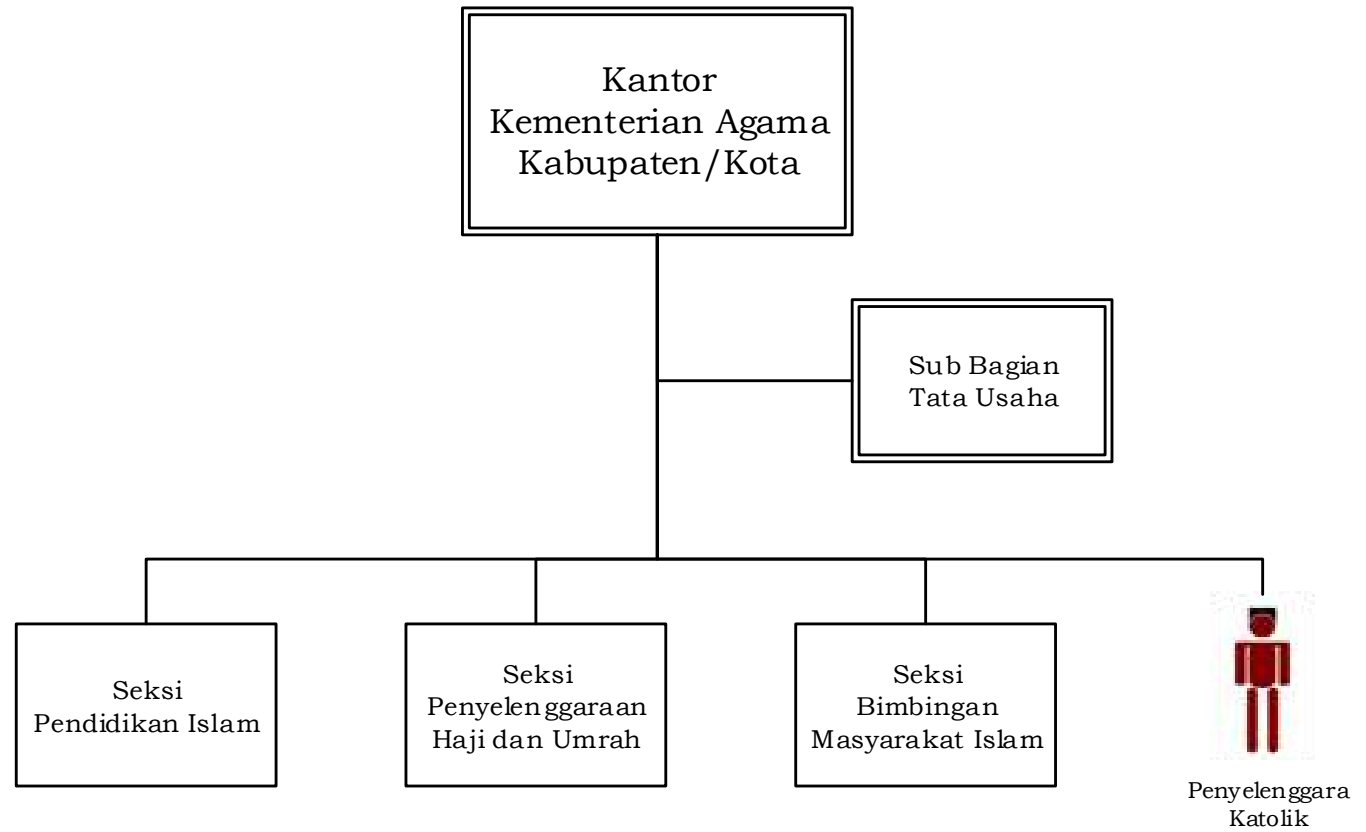 Kantor
Kementerian Agama
Kabupaten/Kota
Sub Bagian
Tata Usaha
Seksi
Pendidikan Islam
Seksi
Penyelenggaraan
Haji dan Umrah
Seksi
Bimbingan
Masyarakat Islam
Penyelenggara
Katolik